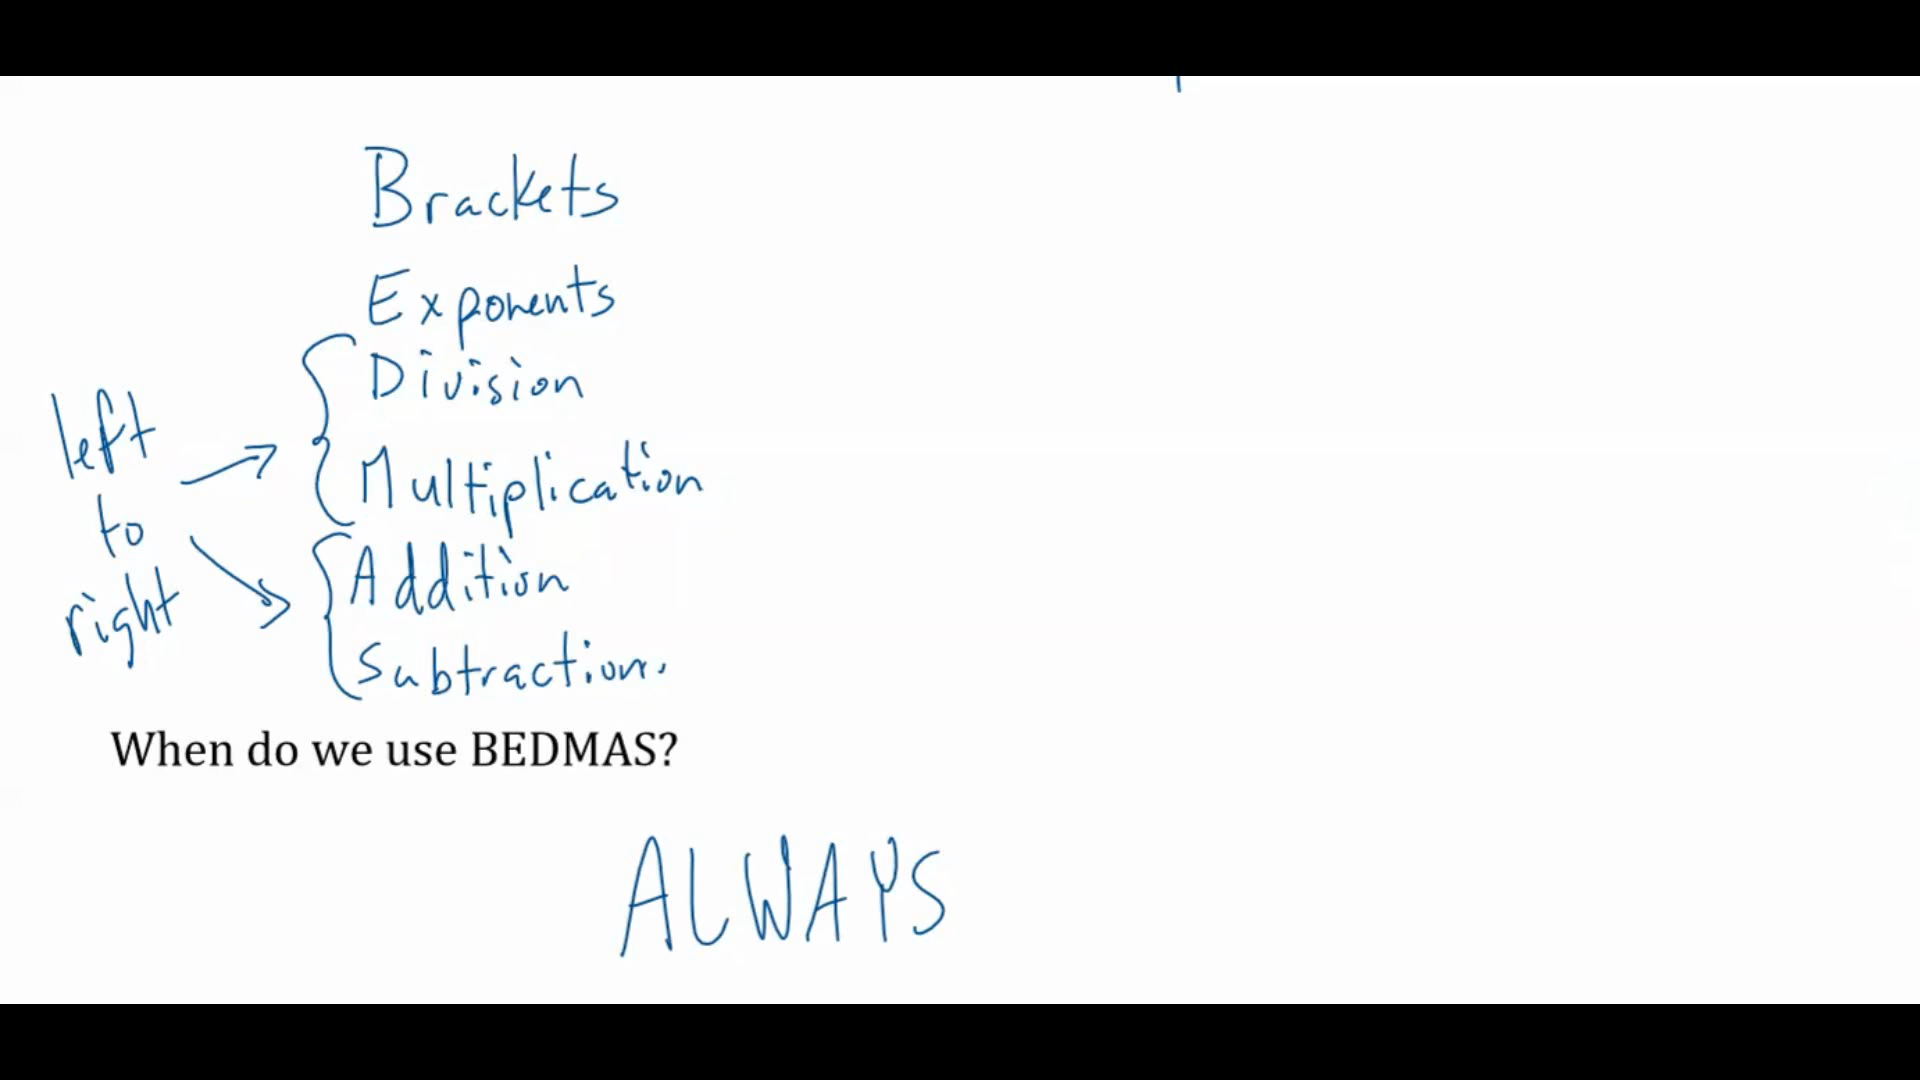 Brackets
Exponents
Division
Multiplication
Addition
Subtraction.
left
to
right
When do we use BEDMAS?
ALWAYS